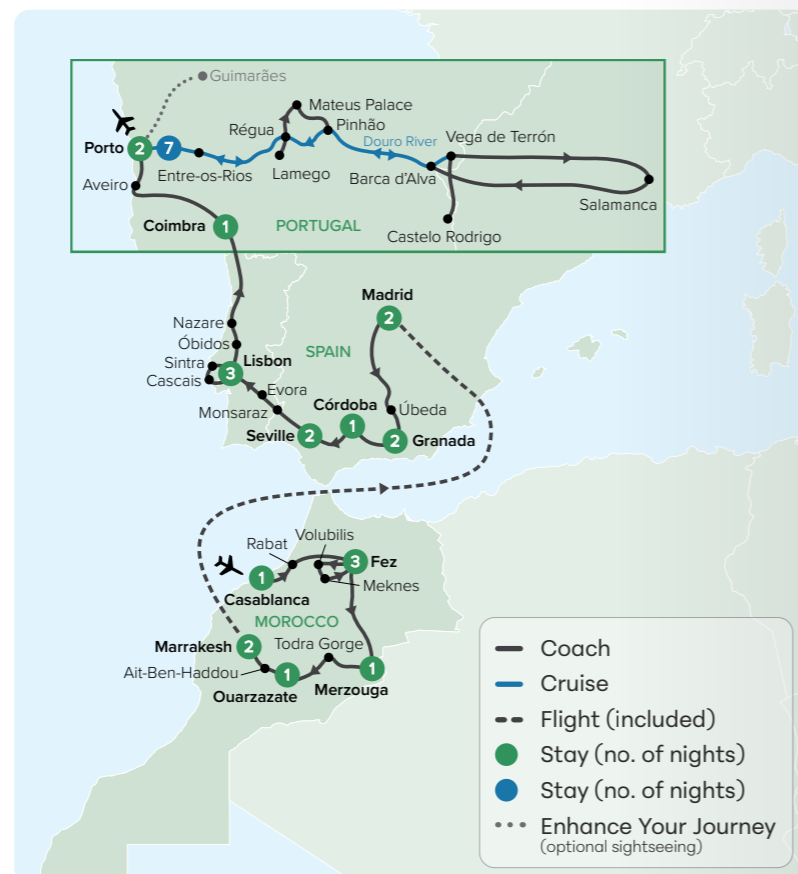 Guimarães
Mateus Palace
Régua
Pinhão
Douro River
Vega de Terrón
Porto
2
7
Entre-os-Rios
Lamego
Barca d'Alva
Aveiro
Salamanca
Coimbra
1
PORTUGAL
Castelo Rodrigo
Madrid
2
Nazare
Óbidos
SPAIN
Sintra
Lisbon
3
Cascais
Evora
Monsaraz
Córdoba
1
Úbeda
Seville
2
2
Granada
Rabat
Volubilis
3
Fez
1
Meknes
Casablanca
MOROCCO
Marrakesh
2
Todra Gorge
Ait-Ben-Haddou
1
1
Ouarzazate
Merzouga
Coach
Cruise
Flight (included)
Stay (no. of nights)
Stay (no. of nights)
Enhance Your Journey
(optional sightseeing)